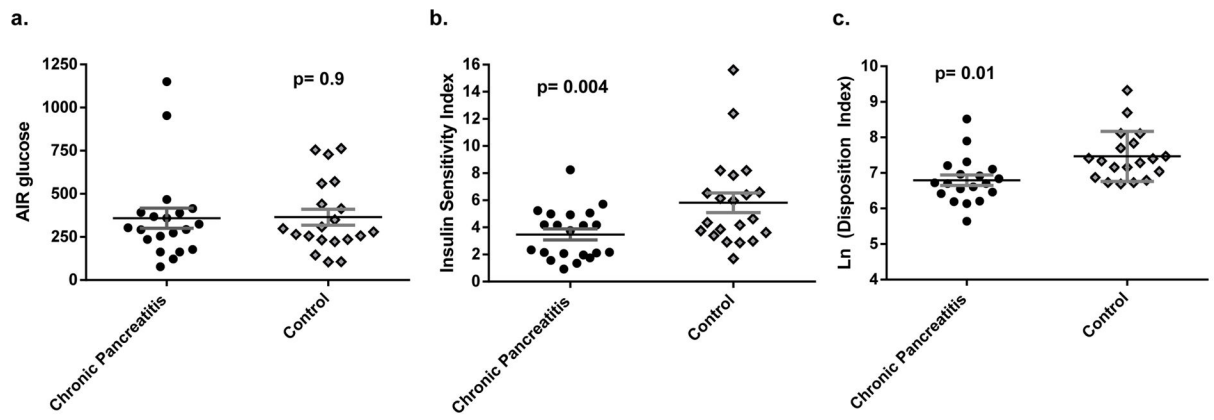 a.
AIR glucose
1250
1000
750
500
250
0
p= 0.9
Chronic Pancreatitis
Control
b.
Insulin Sensitivity Index
16
14
12
10
8
6
4
2
0
p= 0.004
Chronic Pancreatitis
Control
c.
Ln (Disposition Index)
10
9
8
7
6
5
4
p= 0.01
Chronic Pancreatitis
Control